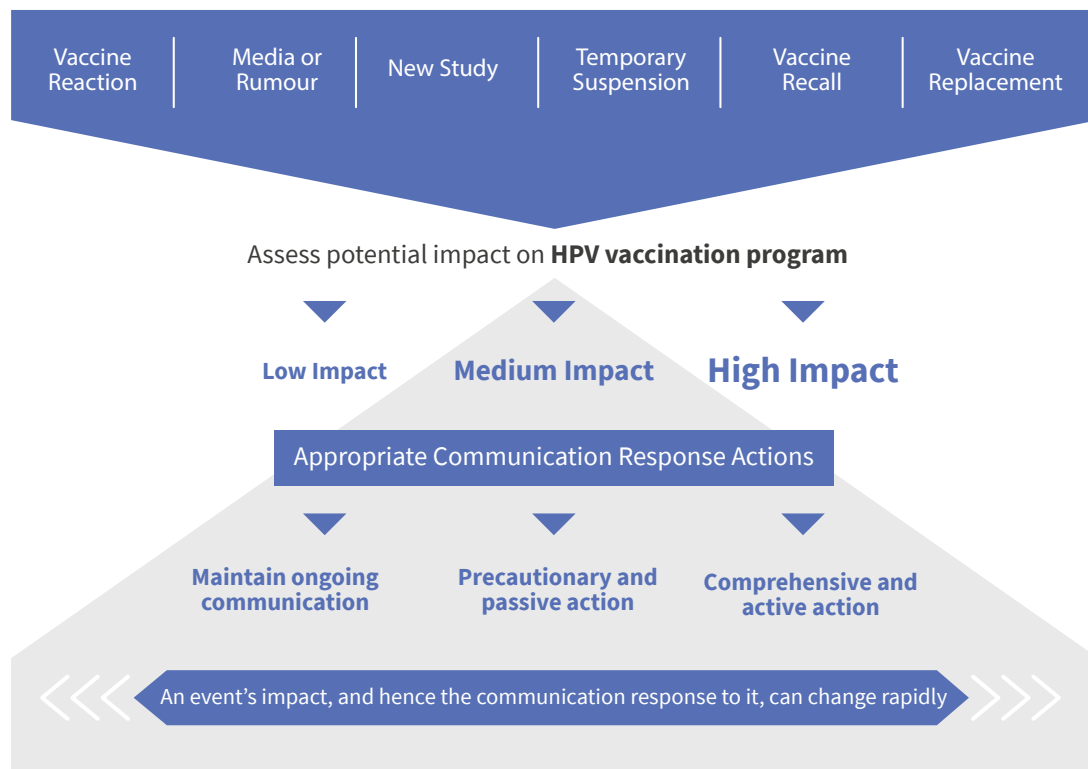 Vaccine
Reaction
Media or
Rumour
New Study
Temporary
Suspension
Vaccine
Recall
Vaccine
Replacement
Assess potential impact on HPV vaccination program
Low Impact
Medium Impact
High Impact
Appropriate Communication Response Actions
Maintain ongoing
communication
Precautionary and
passive action
Comprehensive and
active action
An event’s impact, and hence the communication response to it, can change rapidly